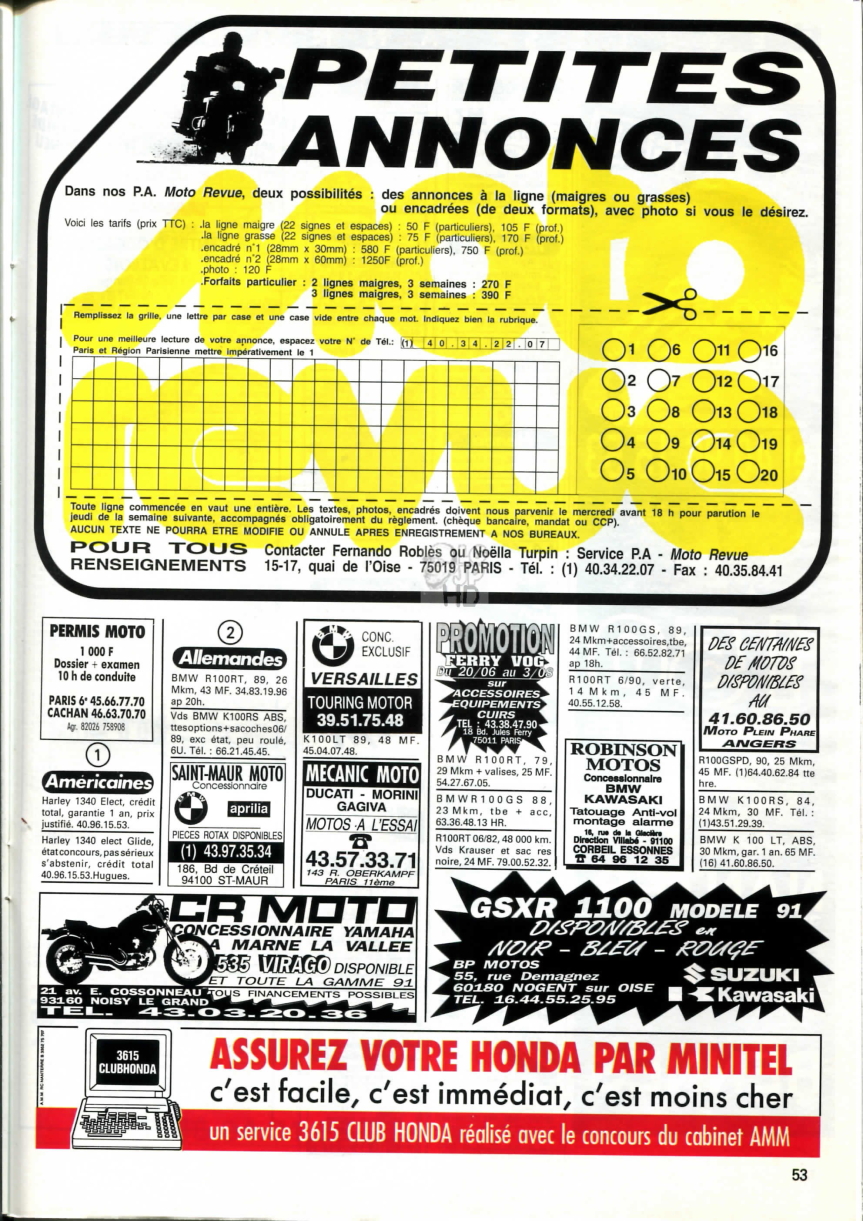 PETITES
ANNONCES
Dans nos P.A. Moto Revue, deux possibilités : des annonces à la ligne (maigres ou grasses)
ou encadrées (de deux formats), avec photo si vous le désirez.
Voici les tarifs (prix TTC) : .la ligne maigre (22 signes et espaces) : 50 F (particuliers), 105 F (prof.)
.la ligne grasse (22 signes et espaces) : 75 F (particuliers), 170 F (prof.)
.encadré n°1 (28mm x 30mm) : 580 F (particuliers), 750 F (prof.)
.encadré n°2 (28mm x 60mm) : 1250F (prof.)
.photo : 120 F
.Forfaits particulier : 2 lignes maigres, 3 semaines : 270 F
3 lignes maigres, 3 semaines : 390 F
moto
revue
Remplissez la grille, une lettre par case et une case vide entre chaque mot. Indiquez bien la rubrique.
Pour une meilleure lecture de votre annonce, espacez votre N° de Tél.: (1) 40.34.22.07
Paris et Région Parisienne mettre impérativement le 1
1 6 11 16
2 7 12 17
3 8 13 18
4 9 14 19
5 10 15 20
Toute ligne commencée en vaut une entière. Les textes, photos, encadrés doivent nous parvenir le mercredi avant 18 h pour parution le
jeudi de la semaine suivante, accompagnés obligatoirement du règlement. (chèque bancaire, mandat ou CCP).
AUCUN TEXTE NE POURRA ETRE MODIFIE OU ANNULE APRES ENREGISTREMENT A NOS BUREAUX.
POUR TOUS
RENSEIGNEMENTS
Contacter Fernando Roblès ou Noëlla Turpin : Service P.A - Moto Revue
15-17, quai de l'Oise - 75019 PARIS - Tél. : (1) 40.34.22.07 - Fax : 40.35.84.41
HD
PERMIS MOTO
1 000 F
Dossier + examen
10 h de conduite
PARIS 6e 45.66.77.70
CACHAN 46.63.70.70
Agr. 82026 758908
1
Américaines
Harley 1340 Elect, crédit
total, garantie 1 an, prix
justifié. 40.96.15.53.
Harley 1340 elect Glide,
état concours, pas sérieux
s'abstenir, crédit total
40.96.15.53.Hugues.
2
Allemandes
BMW R100RT, 89, 26
Mkm, 43 MF. 34.83.19.96
ap 20h.
Vds BMW K100RS ABS,
ttesoptions+sacoches06/
89, exc état, peu roulé,
6U. Tél. : 66.21.45.45.
SAINT-MAUR MOTO
Concessionnaire
aprilia
PIECES ROTAX DISPONIBLES
(1) 43.97.35.34
186, Bd de Créteil
94100 ST-MAUR
BMW
CONC.
EXCLUSIF
VERSAILLES
TOURING MOTOR
39.51.75.48
K100LT 89, 48 MF.
45.04.07.48.
MECANIC MOTO
DUCATI - MORINI
GAGIVA
MOTOS A L'ESSAI
43.57.33.71
143 R. OBERKAMPF
PARIS 11ème
PROMOTION
FERRY VOG
Du 20/06 au 3/08
sur
ACCESSOIRES
EQUIPEMENTS
CUIRS
TEL : 43.38.47.90
18 Bd. Jules Ferry
75011 PARIS
BMW R100RT, 79,
29 Mkm + valises, 25 MF.
54.27.67.05.
BMWR100GS 88,
23 Mkm, tbe + acc,
63.36.48.13 HR.
R100RT 06/82, 48 000 km.
Vds Krauser et sac res
noire, 24 MF. 79.00.52.32.
BMW R100GS, 89,
24 Mkm+accessoires,tbe,
44 MF. Tél. : 66.52.82.71
ap 18h.
R100RT 6/90, verte,
14 Mkm, 45 MF.
40.55.12.58.
ROBINSON
MOTOS
Concessionnaire
BMW
KAWASAKI
Tatouage Anti-vol
montage alarme
16, rue de la Glacière
Direction Villabé - 91100
CORBEIL ESSONNES
64 96 12 35
DES CENTAINES
DE MOTOS
DISPONIBLES
AU
41.60.86.50
MOTO PLEIN PHARE
ANGERS
R100GSPD, 90, 25 Mkm,
45 MF. (1)64.40.62.84 tte
hre.
BMW K100RS, 84,
24 Mkm, 30 MF. Tél. :
(1)43.51.29.39.
BMW K 100 LT, ABS,
30 Mkm, gar. 1 an. 65 MF.
(16) 41.60.86.50.
CR MOTO
CONCESSIONNAIRE YAMAHA
A MARNE LA VALLEE
535 VIRAGO DISPONIBLE
ET TOUTE LA GAMME 91
21 av. E. COSSONNEAU TOUS FINANCEMENTS POSSIBLES
93160 NOISY LE GRAND
TEL. 43.03.20.36
GSXR 1100 MODELE 91
DISPONIBLES en
NOIR - BLEU - ROUGE
BP MOTOS
55, rue Demagnez
60180 NOGENT sur OISE
TEL. 16.44.55.25.95
SUZUKI
Kawasaki
3615
CLUBHONDA
ASSUREZ VOTRE HONDA PAR MINITEL
c'est facile, c'est immédiat, c'est moins cher
un service 3615 CLUB HONDA réalisé avec le concours du cabinet AMM
53